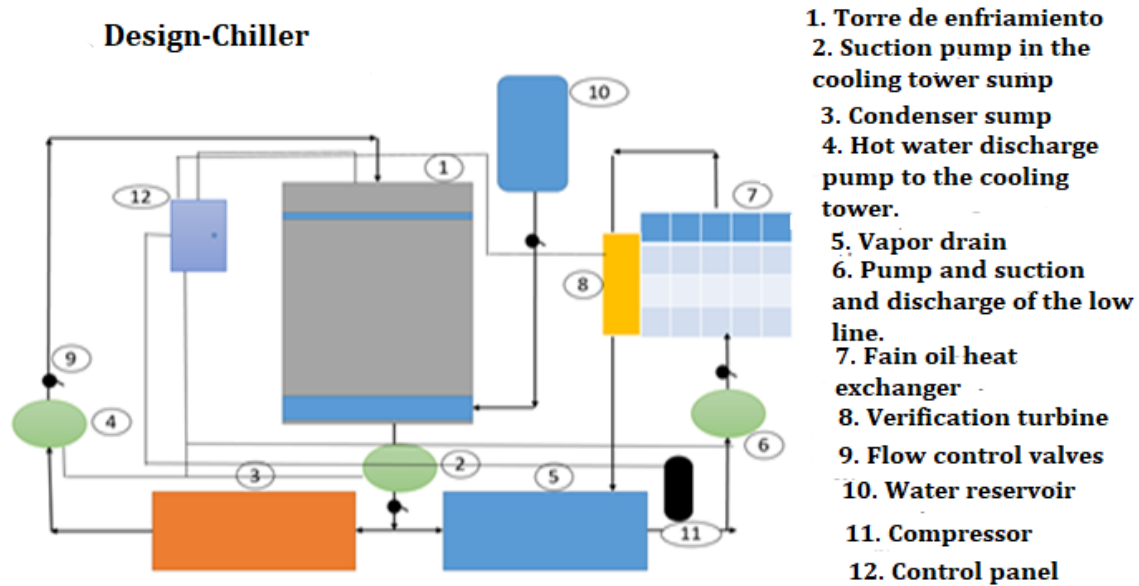 Design-Chiller
1. Torre de enfriamiento
2. Suction pump in the
cooling tower sump
3. Condenser sump
4. Hot water discharge
pump to the cooling
tower.
5. Vapor drain
6. Pump and suction
and discharge of the low
line.
7. Fain oil heat
exchanger
8. Verification turbine
9. Flow control valves
10. Water reservoir
11. Compressor
12. Control panel
10
1
12
7
8
9
4
6
2
3
5
11